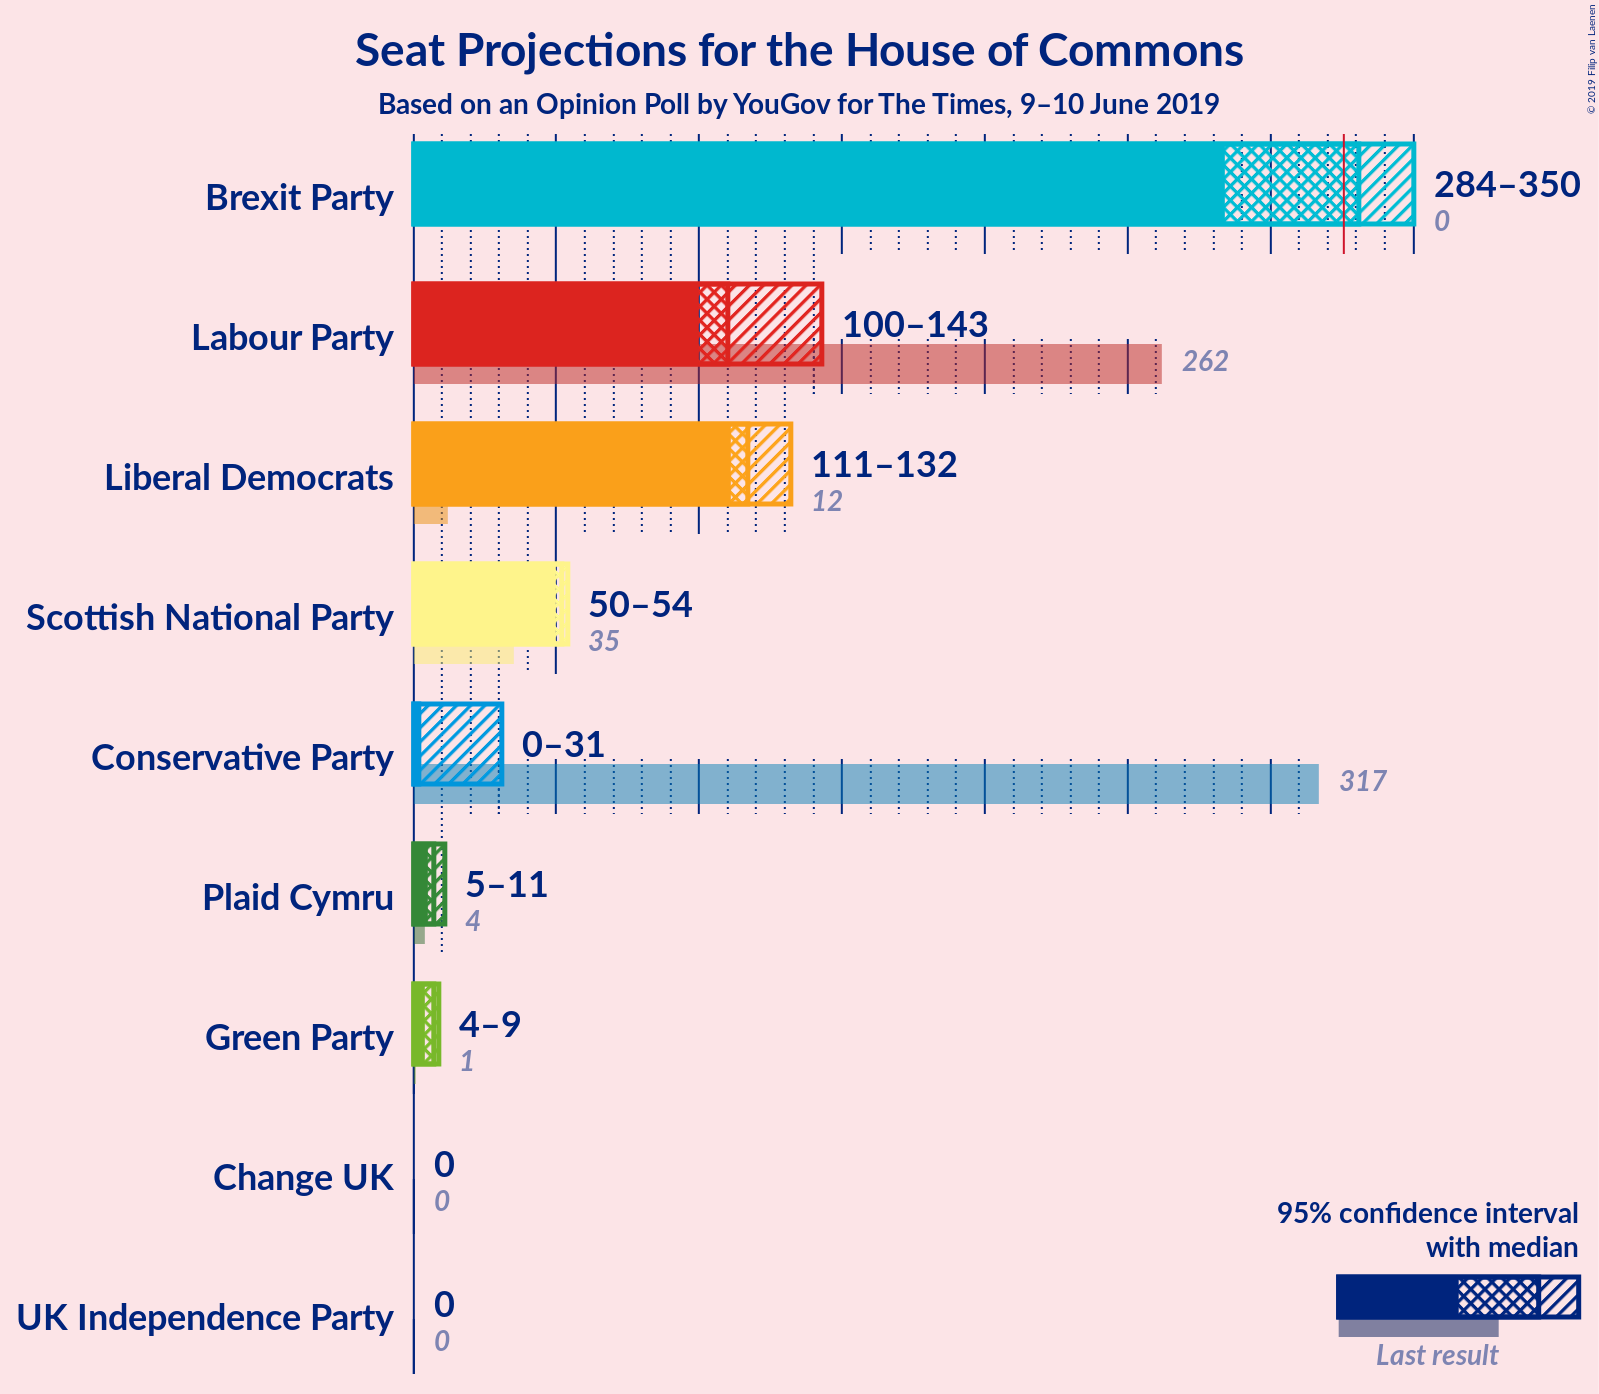 Seat Projections for the House of Commons
Based on an Opinion Poll by YouGov for The Times, 9–10 June 2019
© 2019 Filip van Laenen
Brexit Party
284–350
0
Labour Party
100–143
262
Liberal Democrats
111–132
12
Scottish National Party
50–54
35
Conservative Party
0–31
317
Plaid Cymru
5–11
4
Green Party
4–9
1
Change UK
0
0
UK Independence Party
0
0
95% confidence interval
with median
Last result